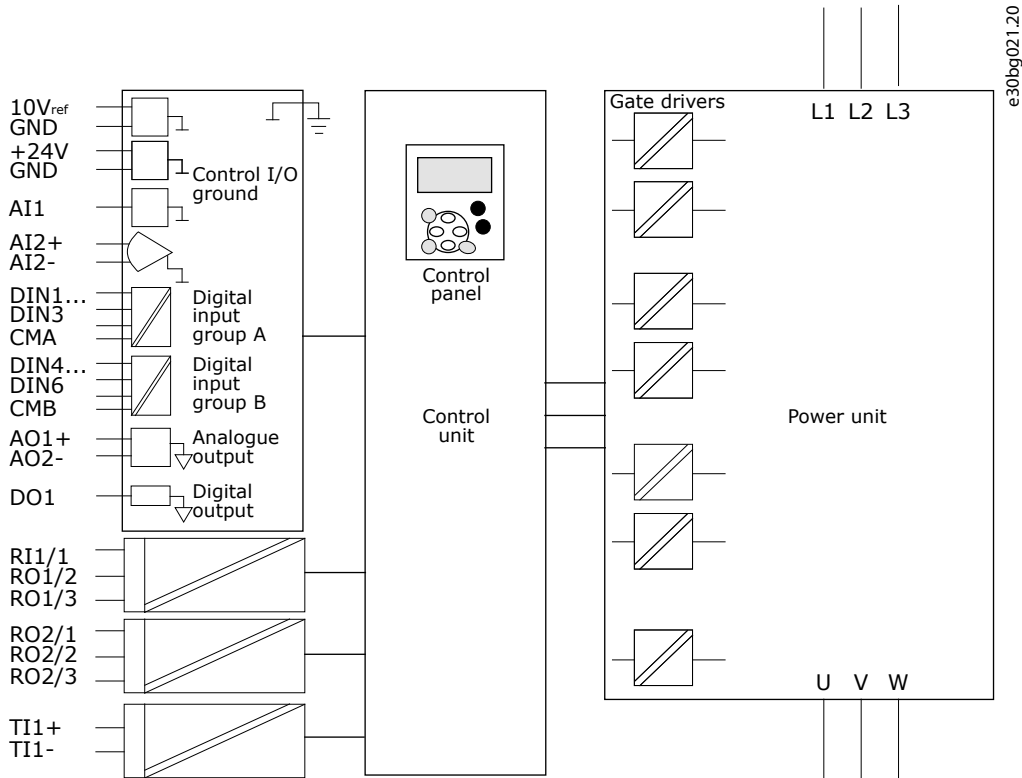 e30bg021.20
10Vref
GND
+24V
GND
Control I/O
ground
AI1
AI2+
AI2-
DIN1...
DIN3
CMA
Digital
input
group A
DIN4...
DIN6
CMB
Digital
input
group B
AO1+
AO2-
Analogue
output
DO1
Digital
output
RI1/1
RO1/2
RO1/3
RO2/1
RO2/2
RO2/3
TI1+
TI1-
Control
panel
Control
unit
Gate drivers
L1 L2 L3
Power unit
U V W